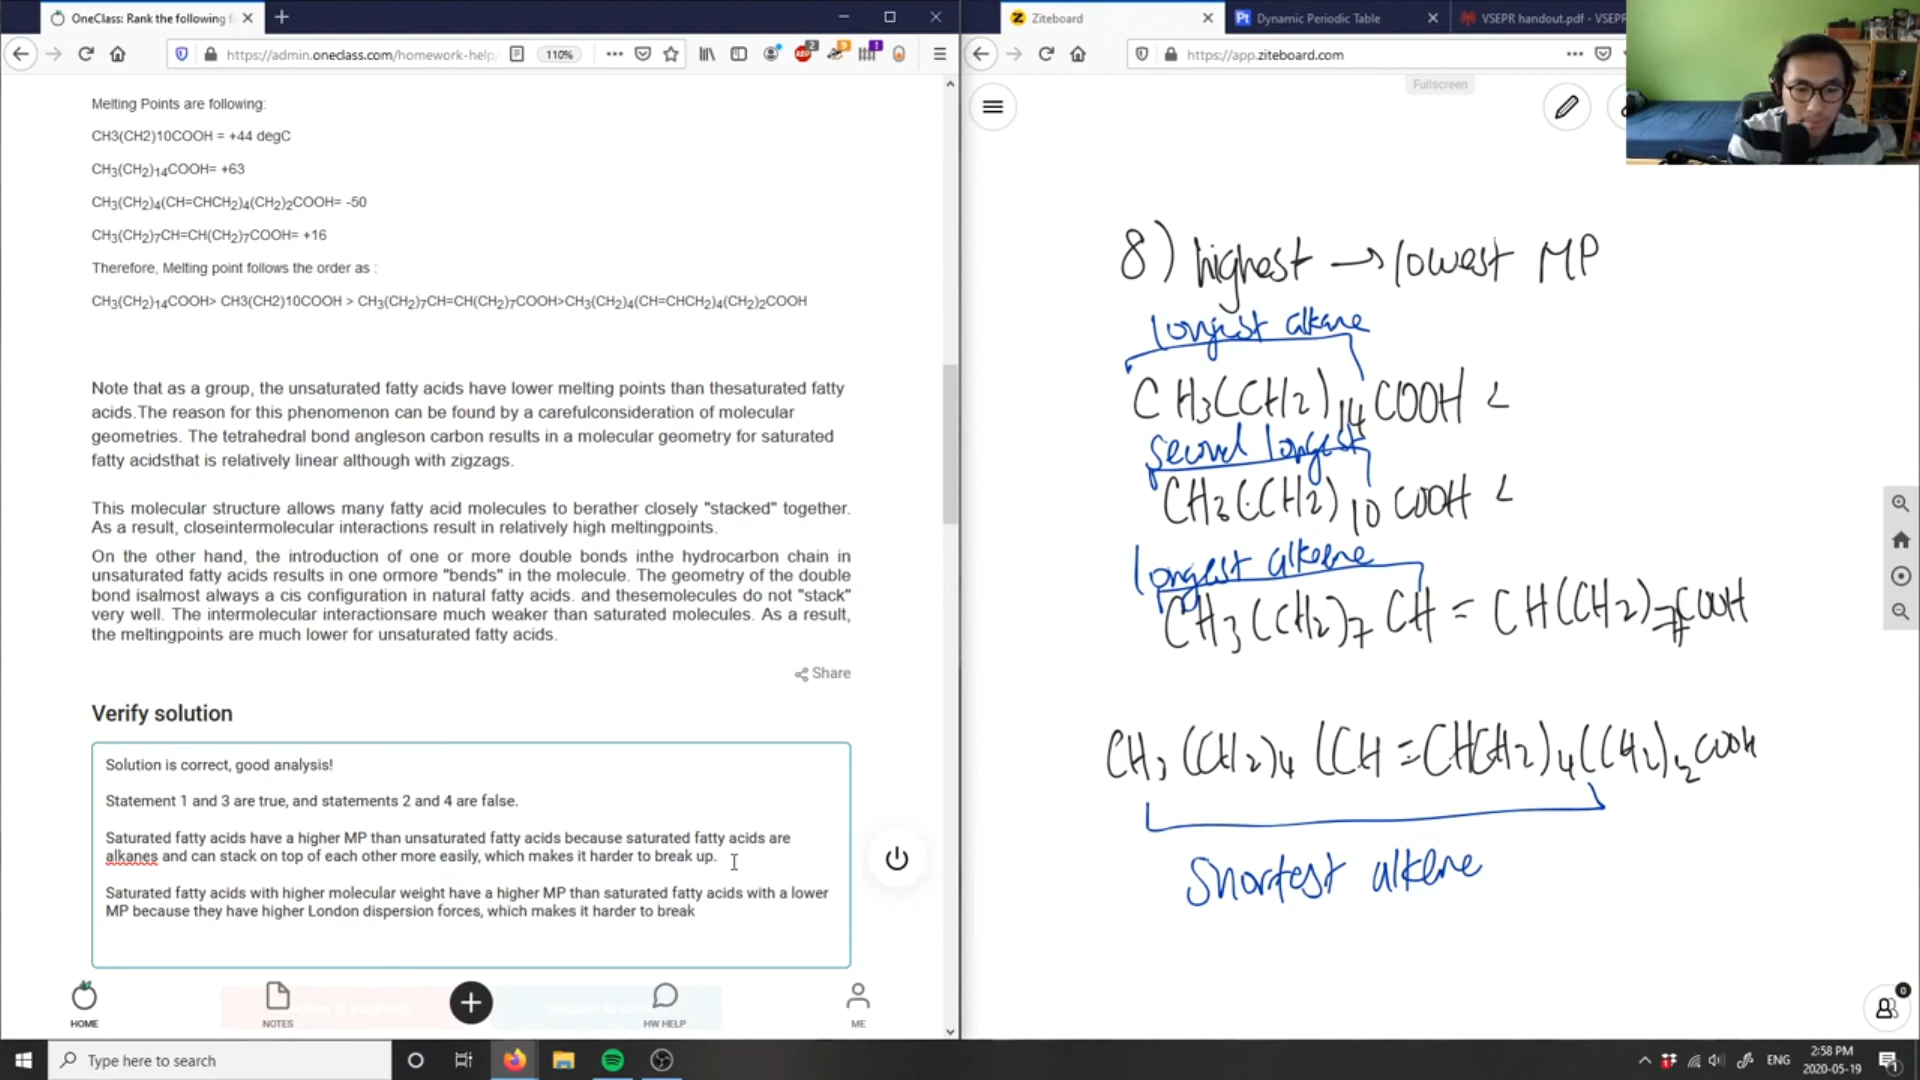 OneClass: Rank the following f
https://admin.oneclass.com/homework-help/
110%
2
9
Melting Points are following:
CH3(CH2)10COOH = +44 degC
CH3(CH2)14COOH= +63
CH3(CH2)4(CH=CHCH2)4(CH2)2COOH= -50
CH3(CH2)7CH=CH(CH2)7COOH= +16
Therefore, Melting point follows the order as :
CH3(CH2)14COOH> CH3(CH2)10COOH > CH3(CH2)7CH=CH(CH2)7COOH>CH3(CH2)4(CH=CHCH2)4(CH2)2COOH
Note that as a group, the unsaturated fatty acids have lower melting points than thesaturated fatty
acids.The reason for this phenomenon can be found by a carefulconsideration of molecular
geometries. The tetrahedral bond angleson carbon results in a molecular geometry for saturated
fatty acidsthat is relatively linear although with zigzags.
This molecular structure allows many fatty acid molecules to berather closely "stacked" together.
As a result, closeintermolecular interactions result in relatively high meltingpoints.
On the other hand, the introduction of one or more double bonds inthe hydrocarbon chain in
unsaturated fatty acids results in one ormore "bends" in the molecule. The geometry of the double
bond isalmost always a cis configuration in natural fatty acids. and thesemolecules do not "stack"
very well. The intermolecular interactionsare much weaker than saturated molecules. As a result,
the meltingpoints are much lower for unsaturated fatty acids.
Share
Verify solution
Solution is correct, good analysis!
Statement 1 and 3 are true, and statements 2 and 4 are false.
Saturated fatty acids have a higher MP than unsaturated fatty acids because saturated fatty acids are
alkanes and can stack on top of each other more easily, which makes it harder to break up.
Saturated fatty acids with higher molecular weight have a higher MP than saturated fatty acids with a lower
MP because they have higher London dispersion forces, which makes it harder to break
HOME
NOTES
HW HELP
ME
Type here to search
Ziteboard
Dynamic Periodic Table
VSEPR handout.pdf - VSEPR
https://app.ziteboard.com
Fullscreen
8) highest → lowest MP
longest alkane
CH3(CH2)14COOH <
second longest
CH3(CH2)10 COOH <
longest alkene
CH3(CH2)7 CH = CH(CH2)7COOH
CH3(CH2)4 (CH=CHCH2)4(CH2)2COOH
Shortest alkene
0
ENG
2:58 PM
2020-05-19
1